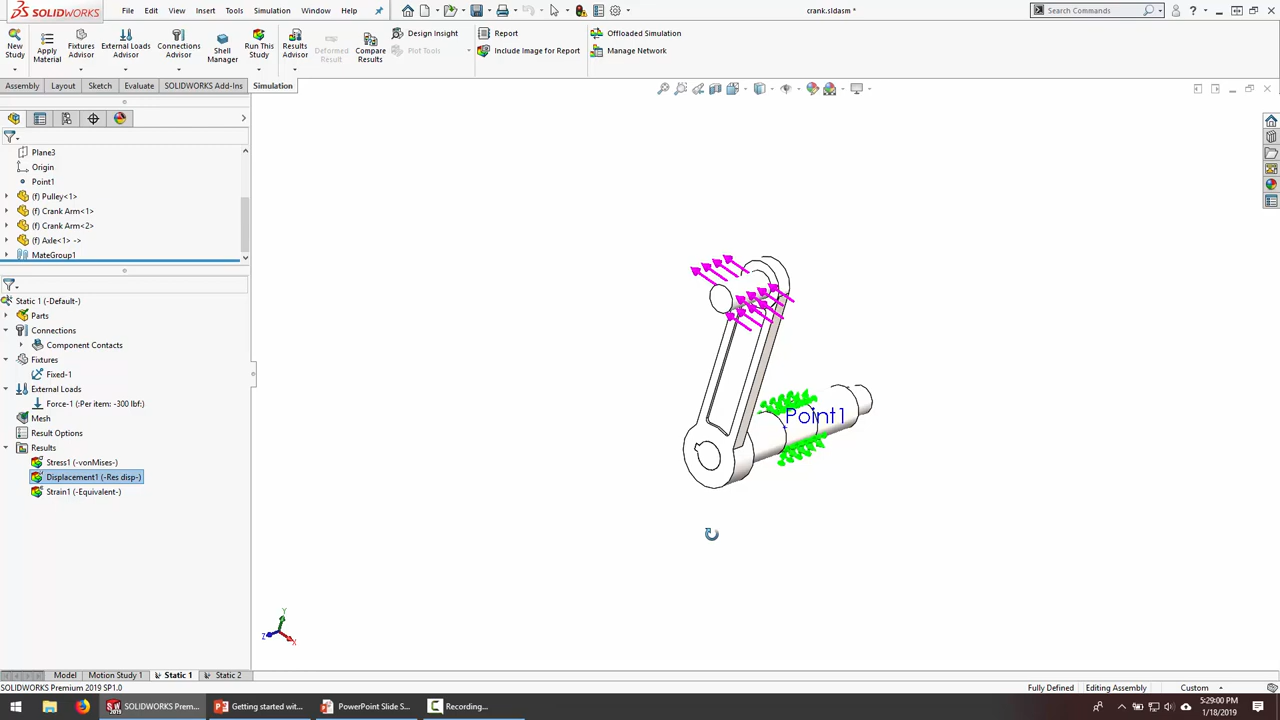 SOLIDWORKS File Edit View Insert Tools Simulation Window Help crank.sldasm * Search Commands
New Study
Apply Material
Fixtures Advisor
External Loads Advisor
Connections Advisor
Shell Manager
Run This Study
Results Advisor
Deformed Result
Compare Results
Design Insight
Plot Tools
Report
Include Image for Report
Offloaded Simulation
Manage Network
Assembly Layout Sketch Evaluate SOLIDWORKS Add-Ins Simulation
Plane3
Origin
Point1
(f) Pulley<1>
(f) Crank Arm<1>
(f) Crank Arm<2>
(f) Axle<1> ->
MateGroup1
Static 1 (-Default-)
Parts
Connections
Component Contacts
Fixtures
Fixed-1
External Loads
Force-1 (:Per item: -300 lbf:)
Mesh
Result Options
Results
Stress1 (-vonMises-)
Displacement1 (-Res disp-)
Strain1 (-Equivalent-)
Point1
Y
Z
X
Model Motion Study 1 Static 1 Static 2
SOLIDWORKS Premium 2019 SP1.0 Fully Defined Editing Assembly Custom
SOLIDWORKS Prem... Getting started wit... PowerPoint Slide S... Recording...
5:29:00 PM
1/18/2019